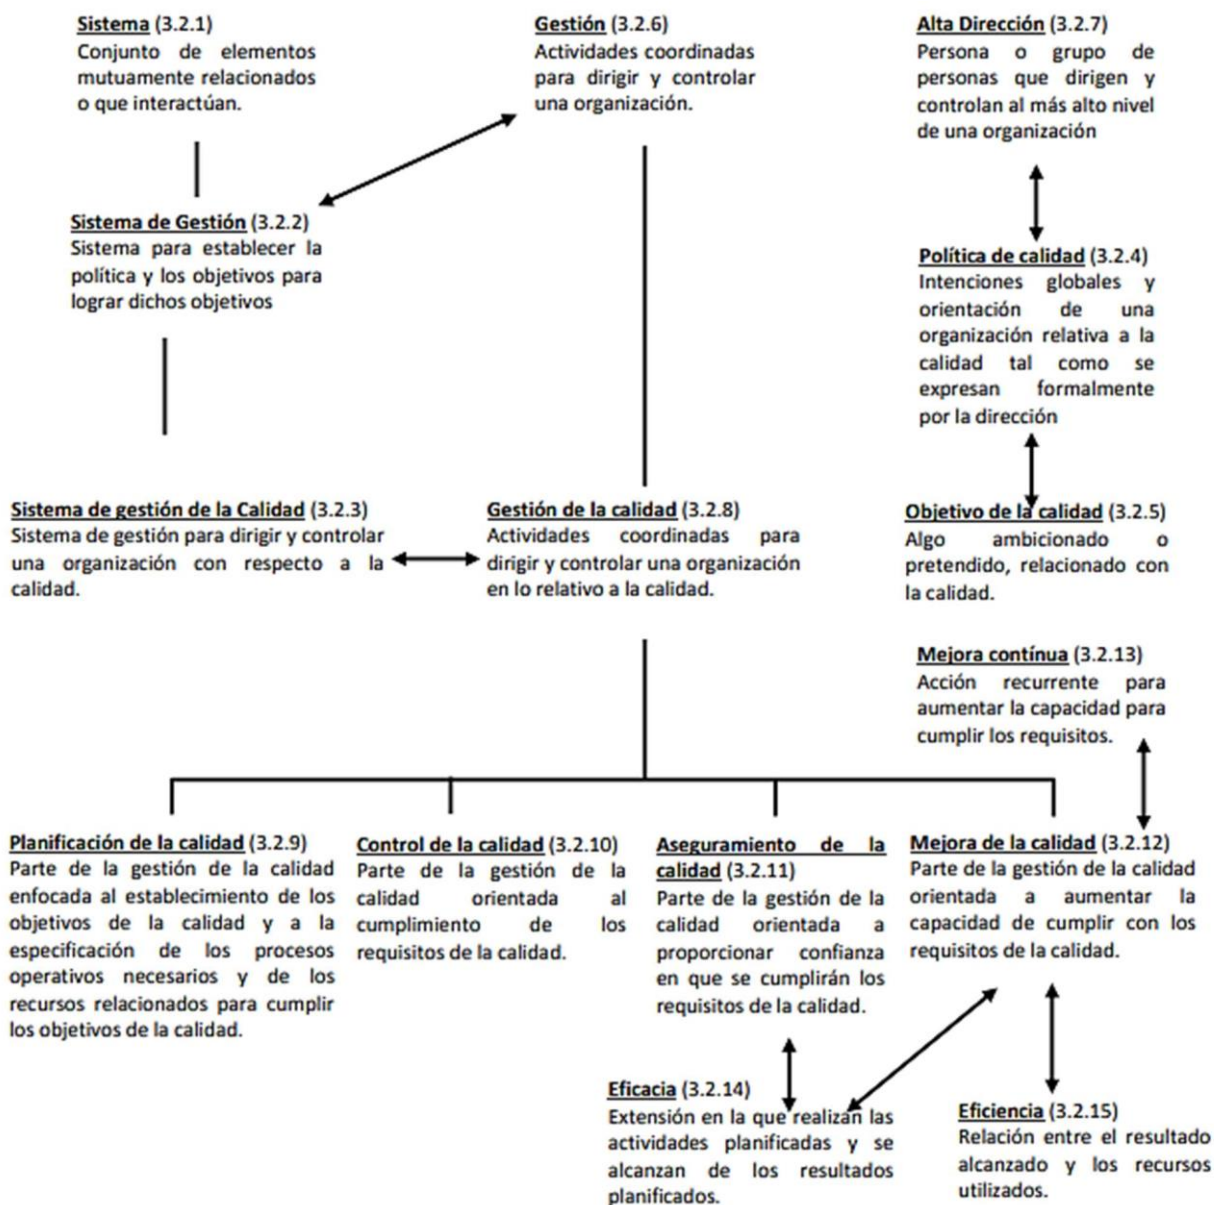 Sistema (3.2.1)
Conjunto de elementos
mutuamente relacionados
o que interactúan.
Gestión (3.2.6)
Actividades coordinadas
para dirigir y controlar
una organización.
Alta Dirección (3.2.7)
Persona o grupo de
personas que dirigen y
controlan al más alto nivel
de una organización
Sistema de Gestión (3.2.2)
Sistema para establecer la
política y los objetivos para
lograr dichos objetivos
Política de calidad (3.2.4)
Intenciones globales y
orientación de una
organización relativa a la
calidad tal como se
expresan formalmente
por la dirección
Sistema de gestión de la Calidad (3.2.3)
Sistema de gestión para dirigir y controlar
una organización con respecto a la
calidad.
Gestión de la calidad (3.2.8)
Actividades coordinadas para
dirigir y controlar una organización
en lo relativo a la calidad.
Objetivo de la calidad (3.2.5)
Algo ambicionado o
pretendido, relacionado con
la calidad.
Mejora contínua (3.2.13)
Acción recurrente para
aumentar la capacidad para
cumplir los requisitos.
Planificación de la calidad (3.2.9)
Parte de la gestión de la calidad
enfocada al establecimiento de los
objetivos de la calidad y a la
especificación de los procesos
operativos necesarios y de los
recursos relacionados para cumplir
los objetivos de la calidad.
Control de la calidad (3.2.10)
Parte de la gestión de la
calidad orientada al
cumplimiento de los
requisitos de la calidad.
Aseguramiento de la
calidad (3.2.11)
Parte de la gestión de la
calidad orientada a
proporcionar confianza
en que se cumplirán los
requisitos de la calidad.
Mejora de la calidad (3.2.12)
Parte de la gestión de la calidad
orientada a aumentar la
capacidad de cumplir con los
requisitos de la calidad.
Eficacia (3.2.14)
Extensión en la que realizan las
actividades planificadas y se
alcanzan de los resultados
planificados.
Eficiencia (3.2.15)
Relación entre el resultado
alcanzado y los recursos
utilizados.